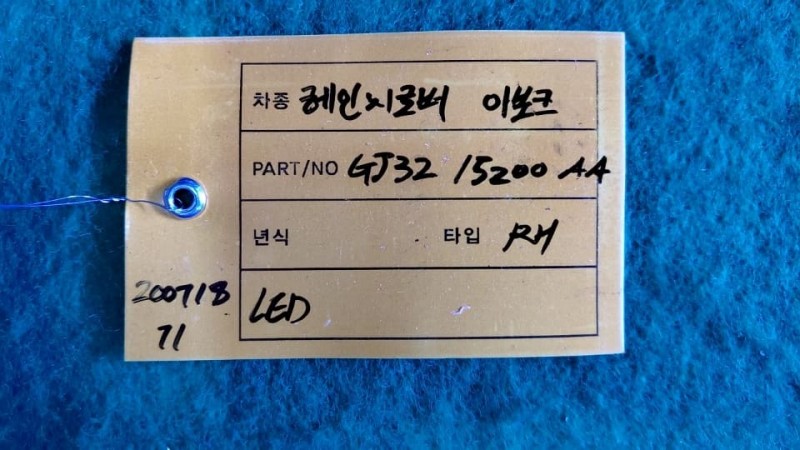 차종 레인지로버 이보크
PART/NO GJ32 15200 AA
년식 타입 RH
LED
200718
71